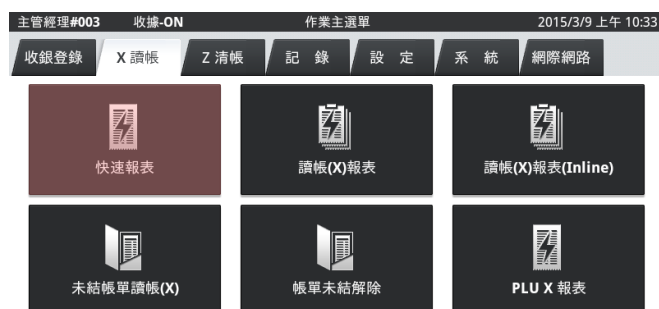 主管經理#003 收據-ON 作業主選單 2015/3/9 上午 10:33
收銀登錄 X 讀帳 Z 清帳 記 錄 設 定 系 統 網際網路
快速報表 讀帳(X)報表 讀帳(X)報表(Inline)
未結帳單讀帳(X) 帳單未結解除 PLU X 報表